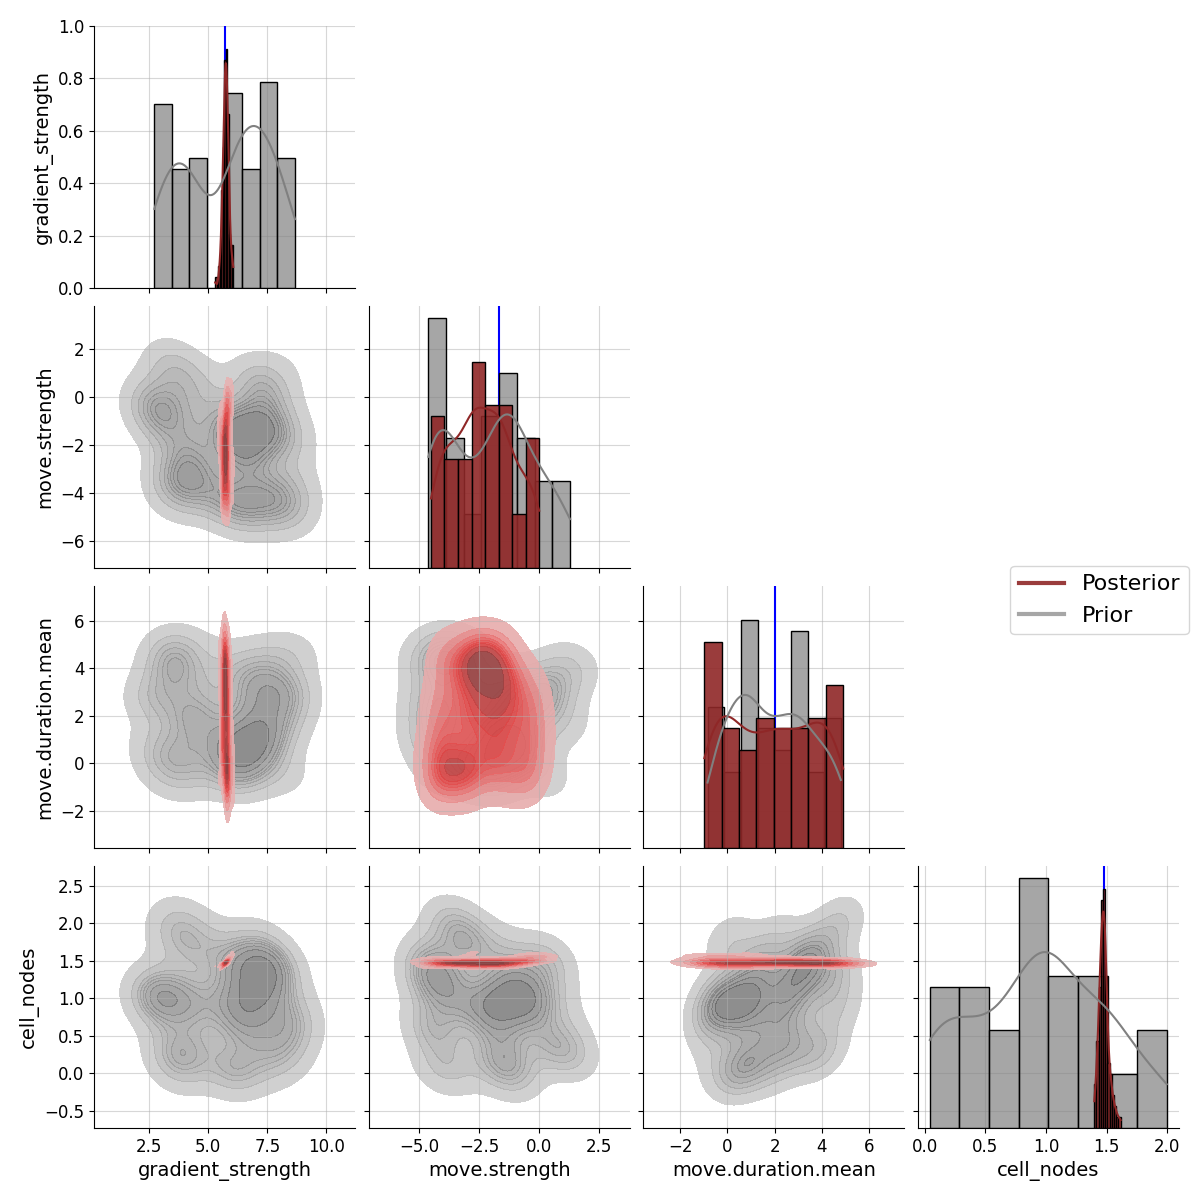 1.0
0.8
0.6
0.4
0.2
0.0
gradient_strength
2
0
−2
−4
−6
move.strength
6
4
2
0
−2
move.duration.mean
Posterior
Prior
2.5
2.0
1.5
1.0
0.5
0.0
−0.5
cell_nodes
2.5 5.0 7.5 10.0
−5.0 −2.5 0.0 2.5
−2 0 2 4 6
0.0 0.5 1.0 1.5 2.0
gradient_strength move.strength move.duration.mean cell_nodes